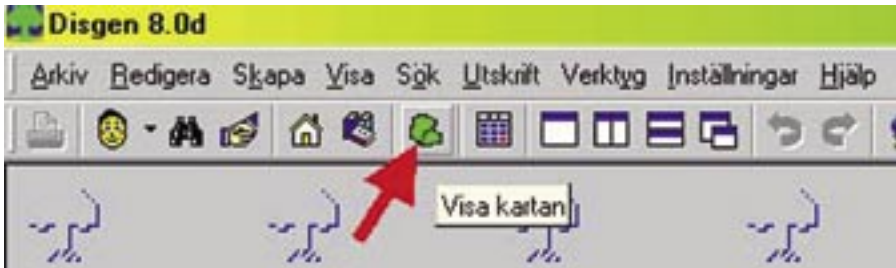 Disgen 8.0d
Arkiv Redigera Skapa Visa Sök Utskrift Verktyg Inställningar Hjälp
Visa kartan